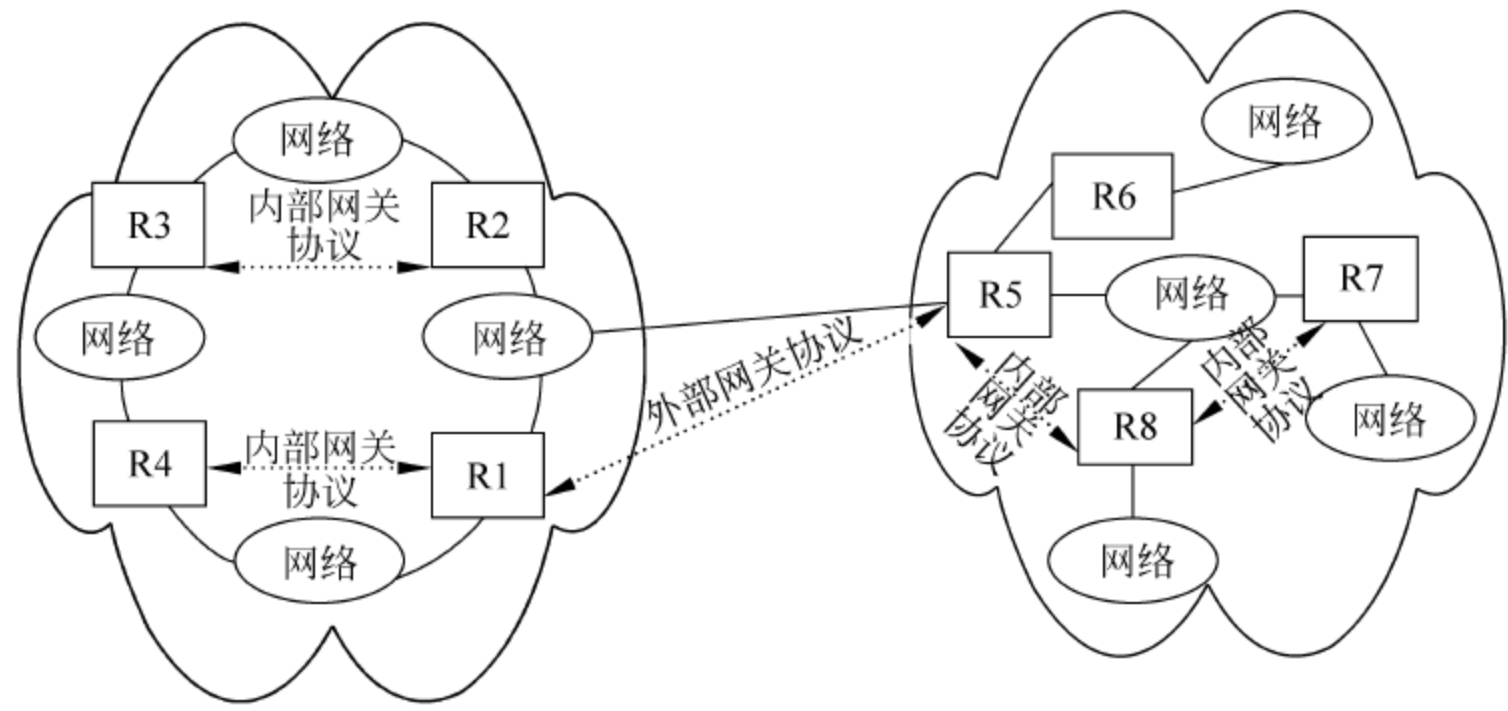 网络
R3
内部网关
协议
R2
网络
网络
R4
内部网关
协议
R1
网络
外部网关协议
网络
R6
R5
网络
R7
内部
网关
协议
内部
网关
协议
R8
网络
网络